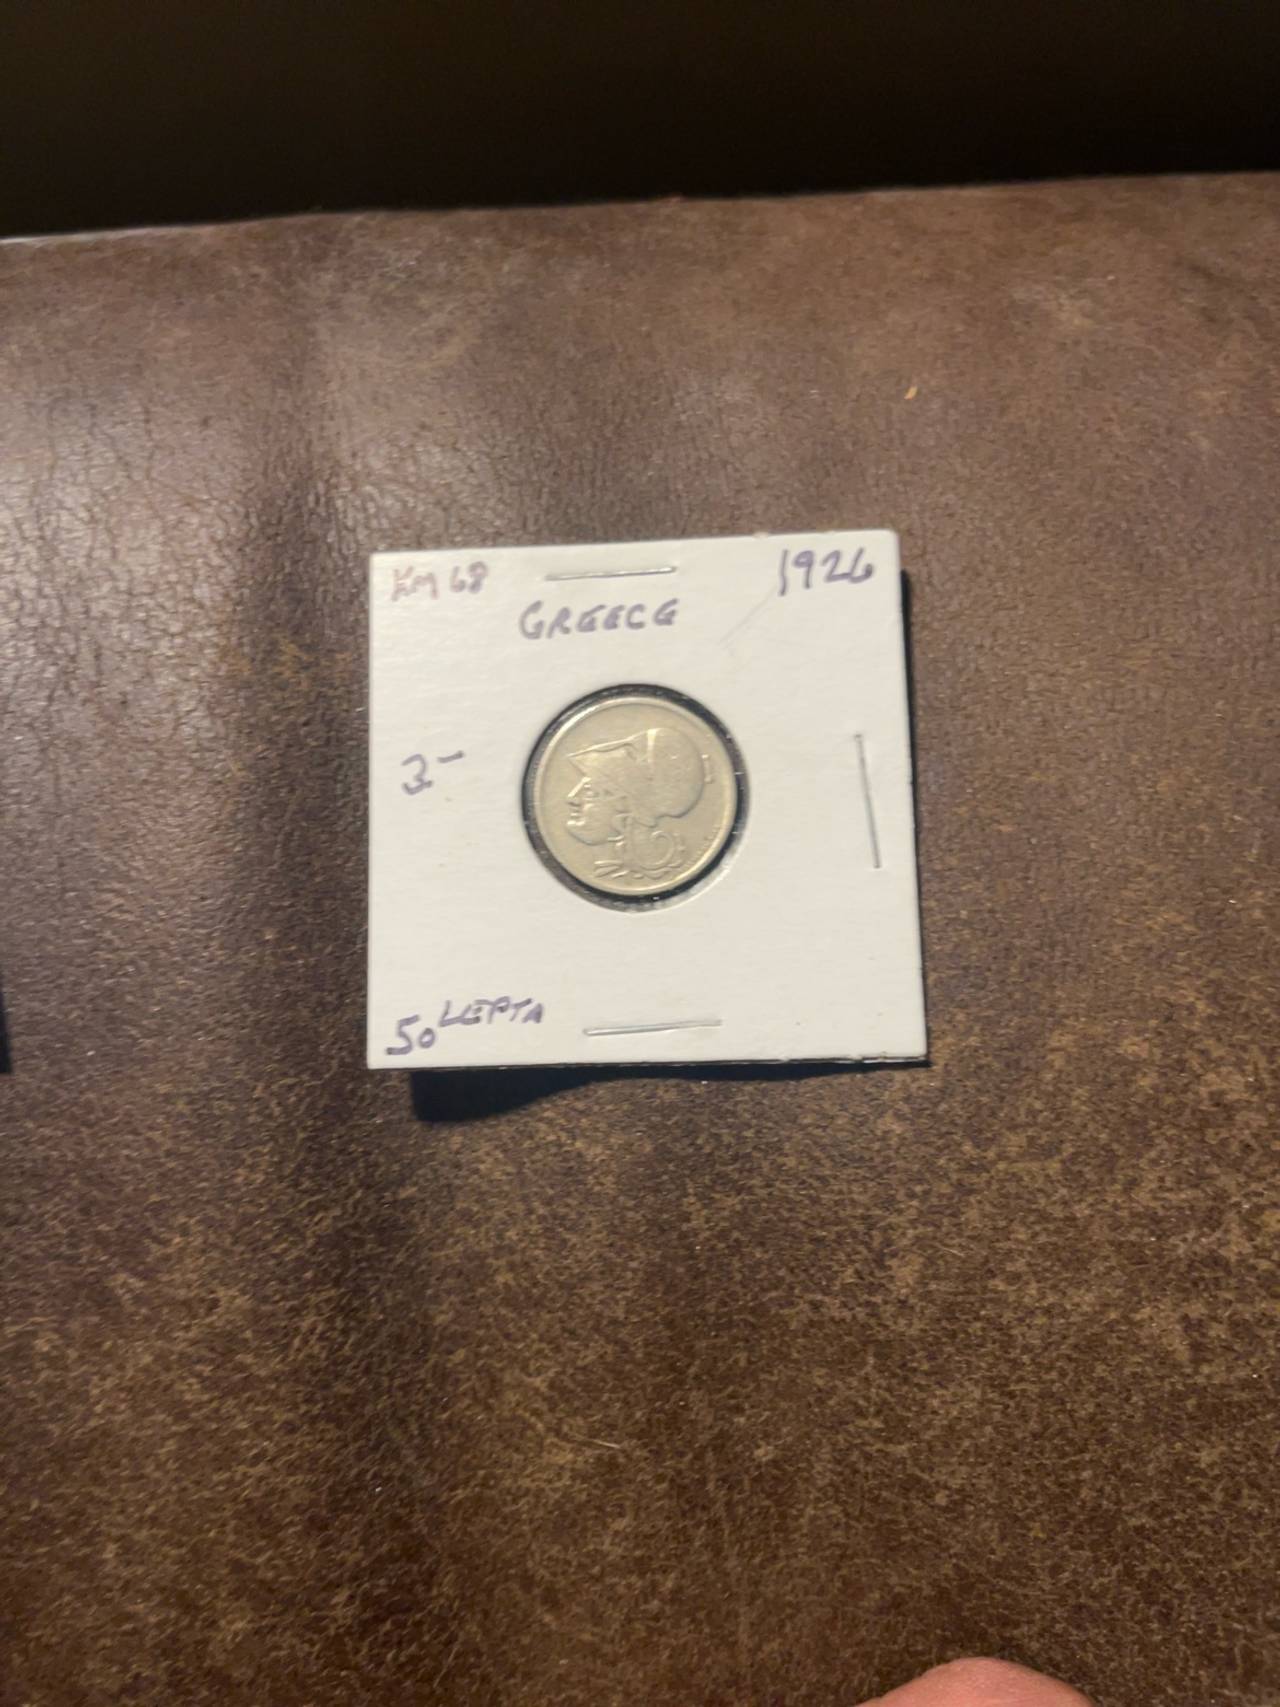 KM 68
1926
GREECE
3.-
50 LEPTA